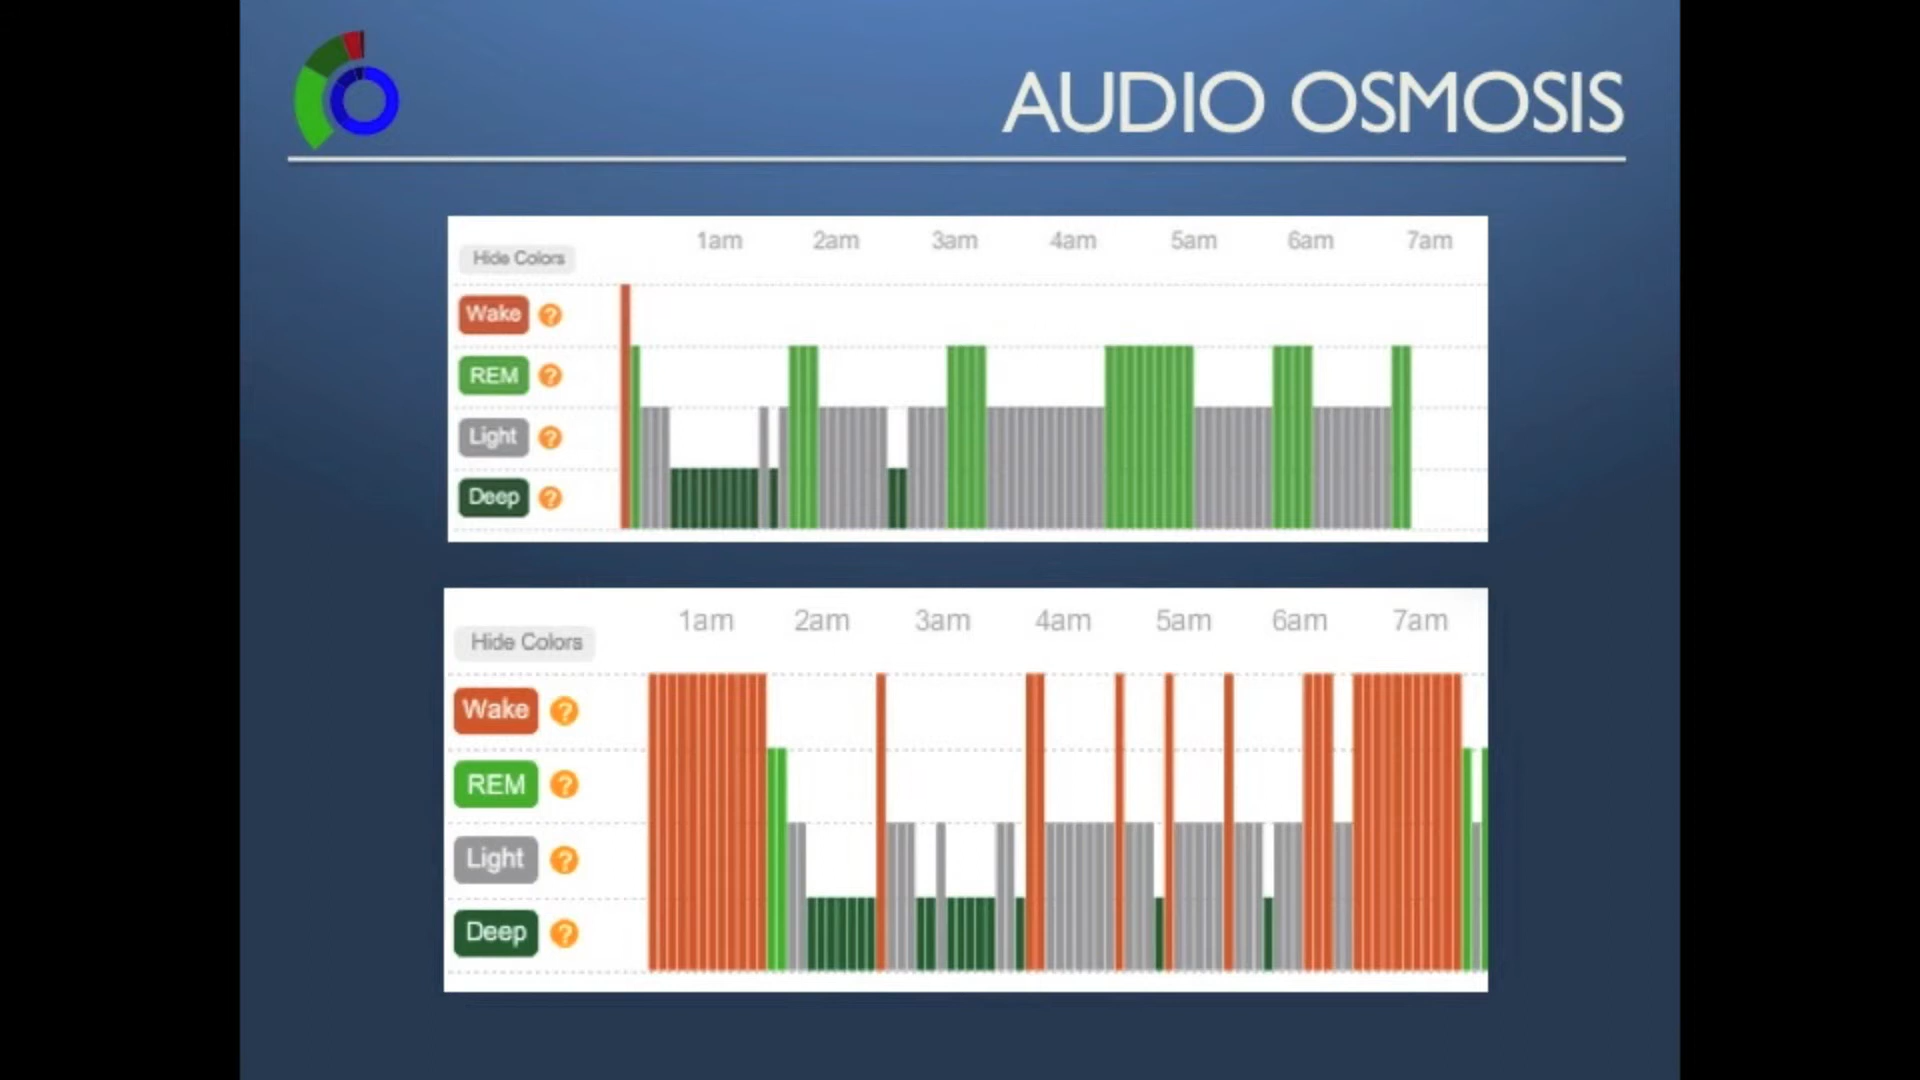 AUDIO OSMOSIS
1am 2am 3am 4am 5am 6am 7am
Hide Colors
Wake ?
REM ?
Light ?
Deep ?
1am 2am 3am 4am 5am 6am 7am
Hide Colors
Wake ?
REM ?
Light ?
Deep ?